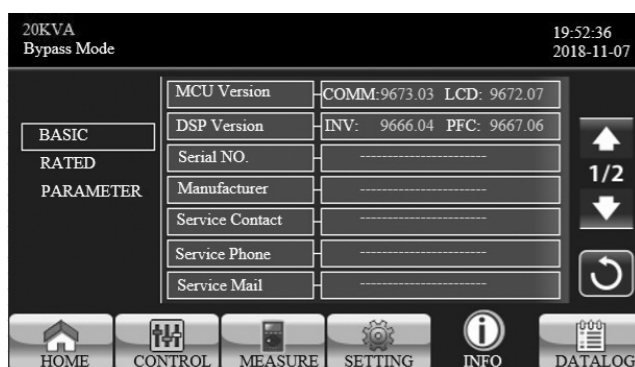 20KVA 19:52:36
Bypass Mode 2018-11-07
MCU Version COMM:9673.03 LCD: 9672.07
BASIC DSP Version INV: 9666.04 PFC: 9667.06
RATED Serial NO. ----------------------
1/2
PARAMETER Manufacturer ----------------------
Service Contact ----------------------
Service Phone ----------------------
Service Mail ----------------------
HOME CONTROL MEASURE SETTING INFO DATALOG